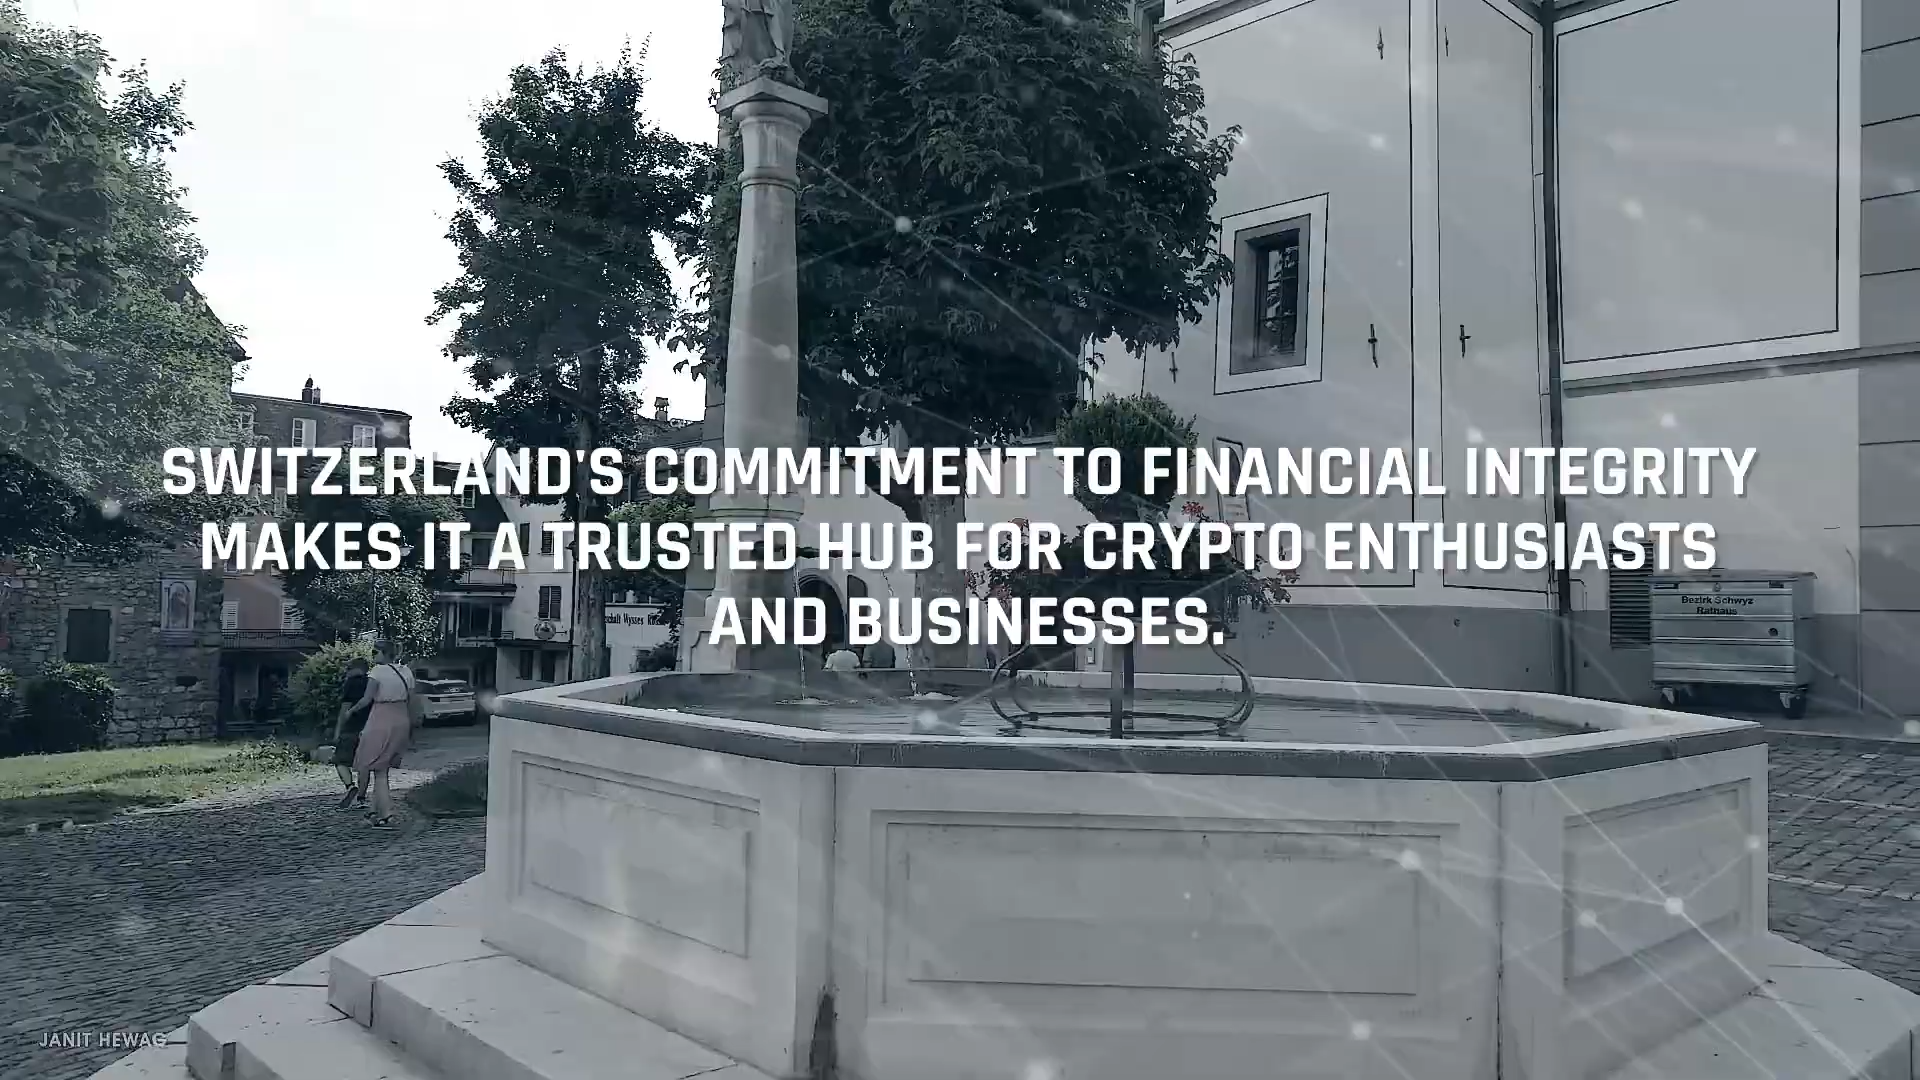 SWITZERLAND'S COMMITMENT TO FINANCIAL INTEGRITY
MAKES IT A TRUSTED HUB FOR CRYPTO ENTHUSIASTS
AND BUSINESSES.
Bezirk Schwyz
Rathaus
JANIT HEWAG